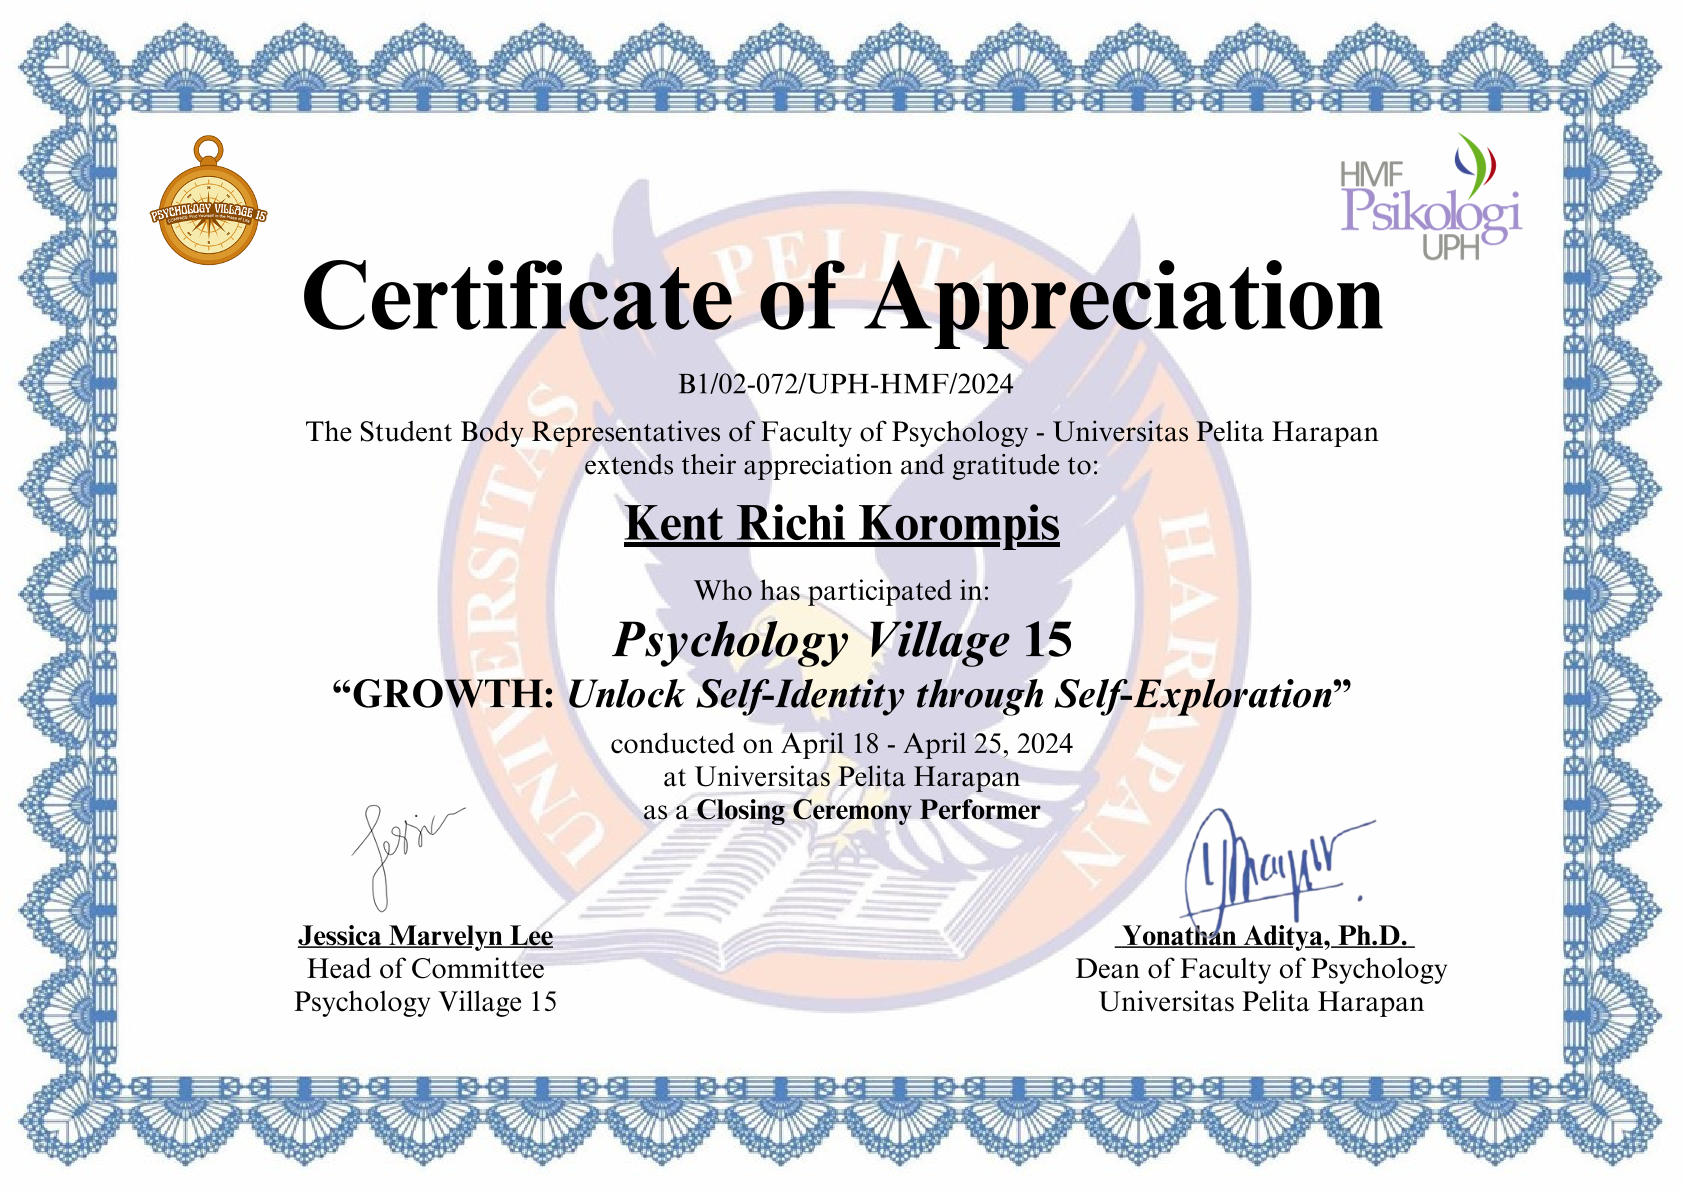 PSYCHOLOGY VILLAGE 15
HMF
Psikologi
UPH
UNIVERSITAS PELITA HARAPAN
Certificate of Appreciation
B1/02-072/UPH-HMF/2024
The Student Body Representatives of Faculty of Psychology - Universitas Pelita Harapan
extends their appreciation and gratitude to:
Kent Richi Korompis
Who has participated in:
Psychology Village 15
“GROWTH: Unlock Self-Identity through Self-Exploration”
conducted on April 18 - April 25, 2024
at Universitas Pelita Harapan
as a Closing Ceremony Performer
Jessica
Jessica Marvelyn Lee
Head of Committee
Psychology Village 15
Yonathan Aditya, Ph.D.
Dean of Faculty of Psychology
Universitas Pelita Harapan